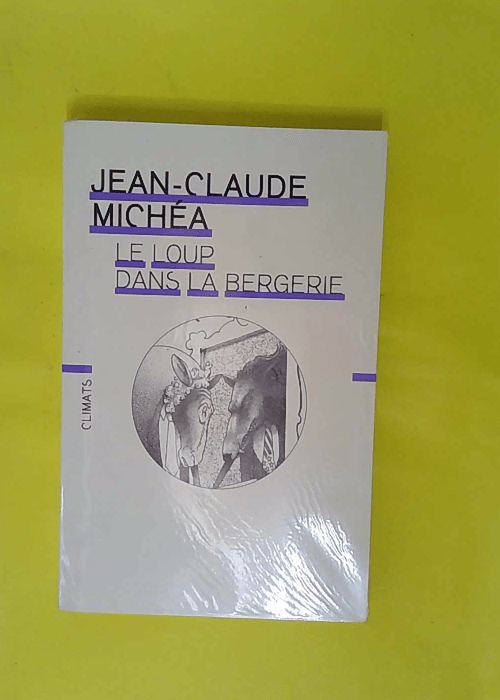 JEAN-CLAUDE
MICHÉA
LE LOUP
DANS LA BERGERIE
CLIMATS